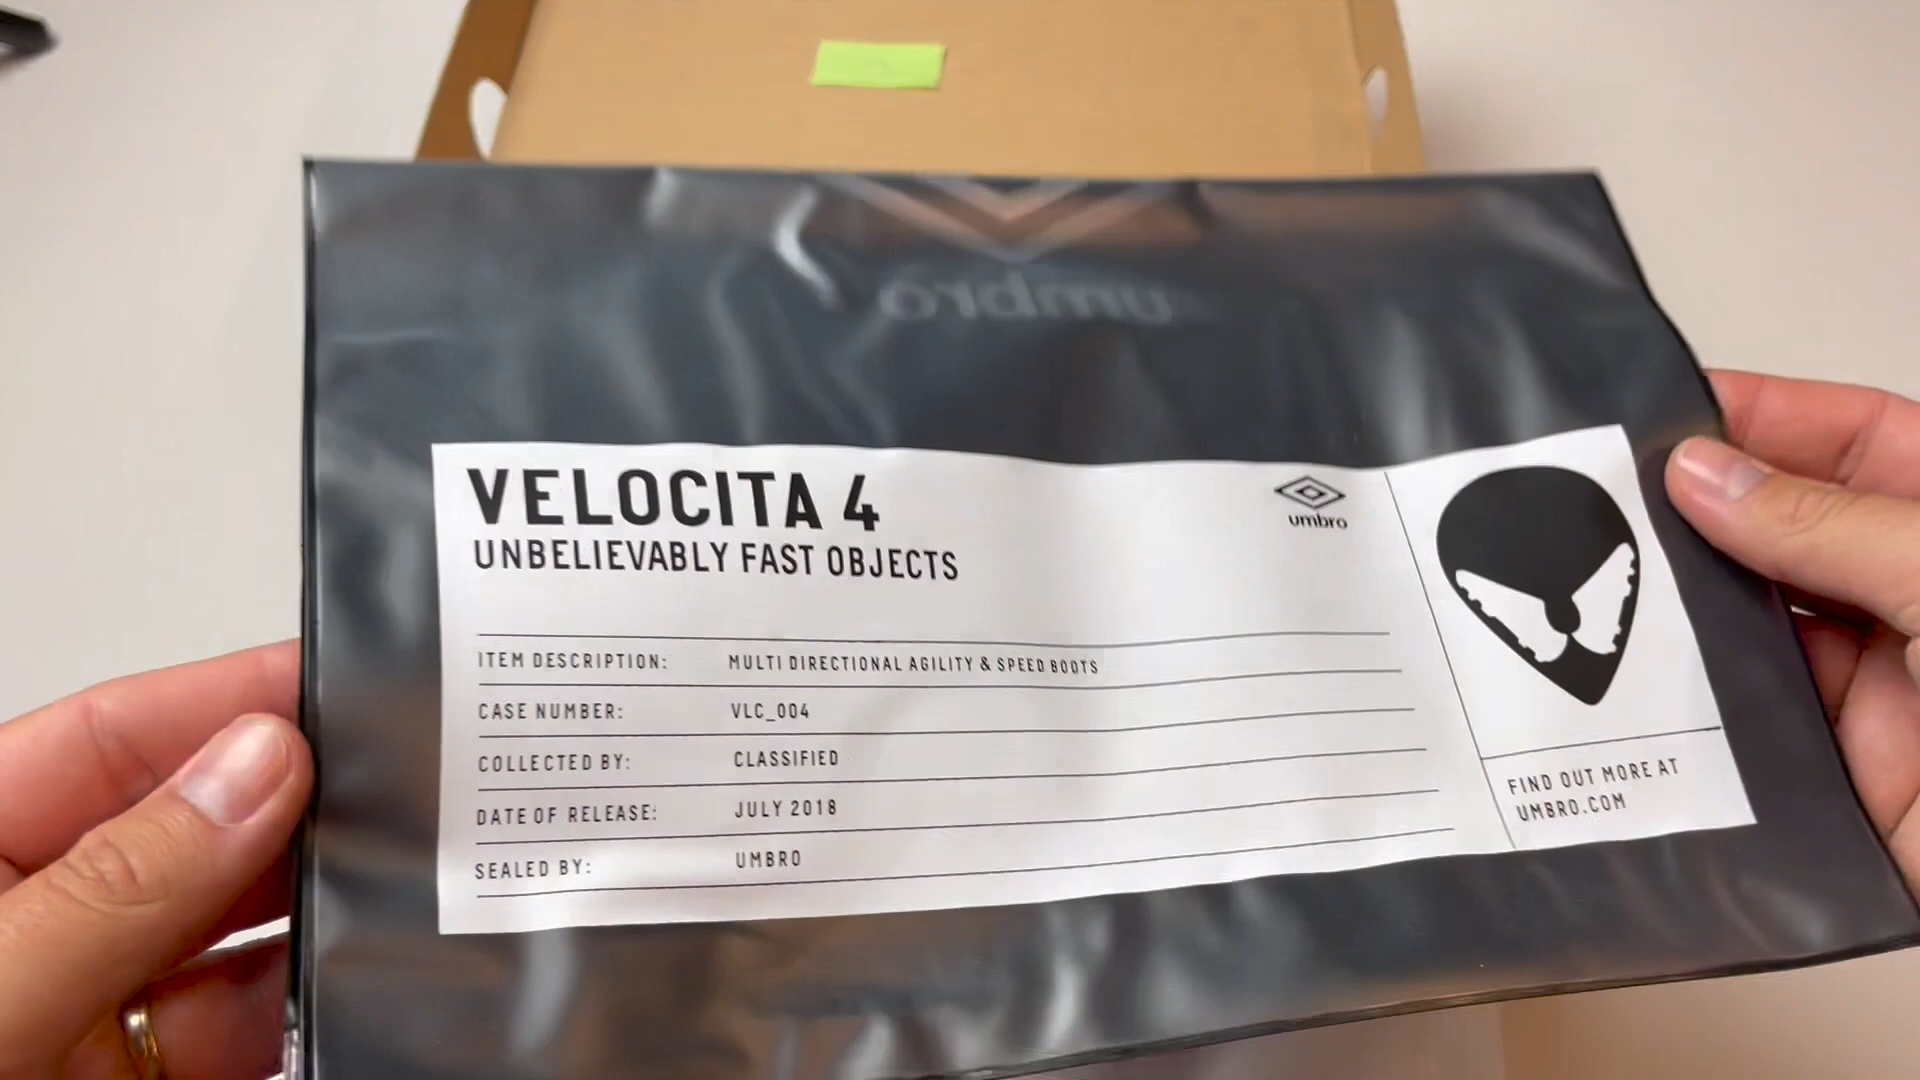 umbro
VELOCITA 4
UNBELIEVABLY FAST OBJECTS
umbro
ITEM DESCRIPTION: MULTI DIRECTIONAL AGILITY & SPEED BOOTS
CASE NUMBER: VLC_004
COLLECTED BY: CLASSIFIED
DATE OF RELEASE: JULY 2018
SEALED BY: UMBRO
FIND OUT MORE AT
UMBRO.COM